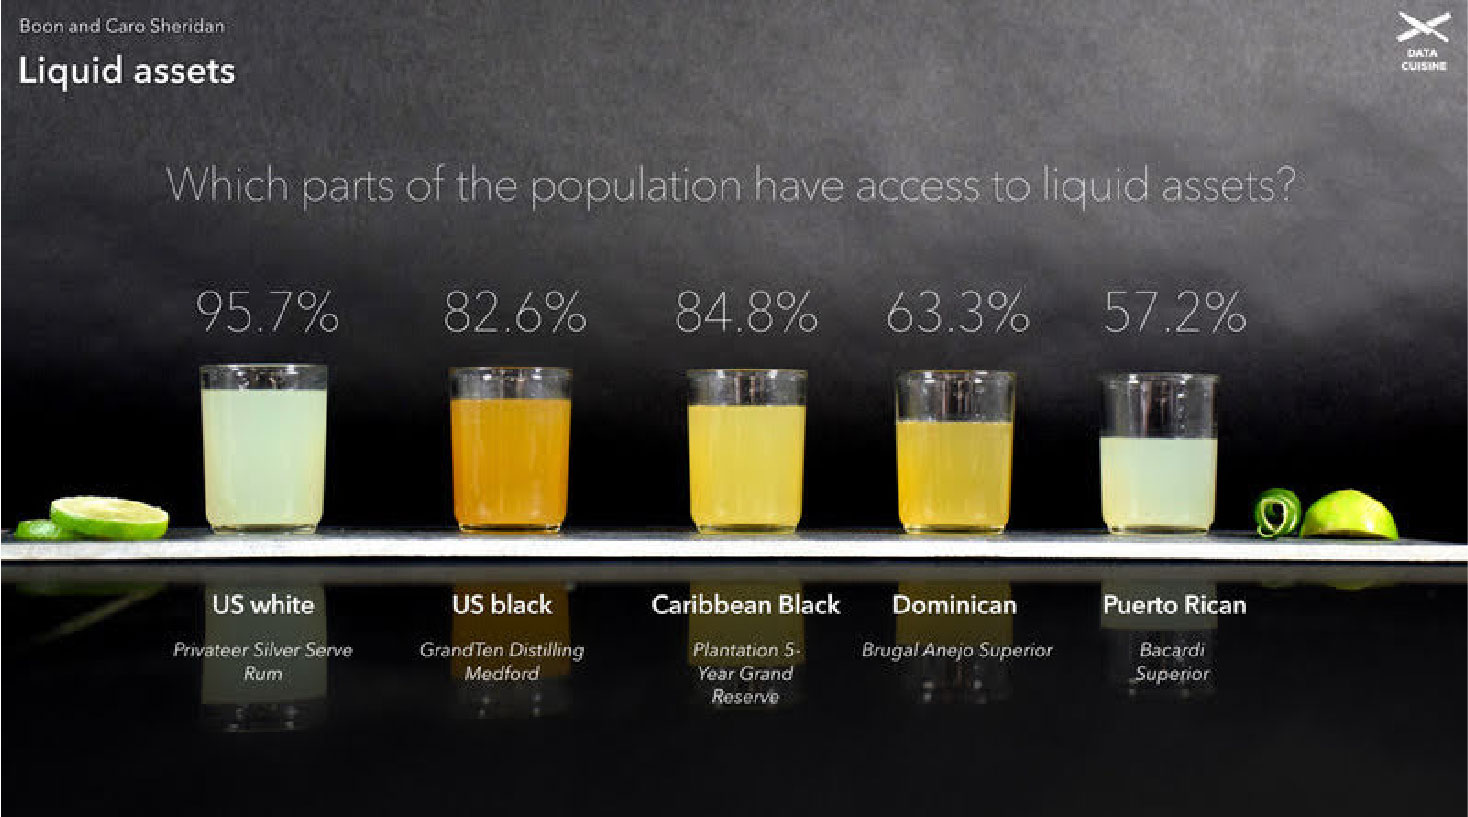 Boon and Caro Sheridan
Liquid assets
DATA
CUISINE
Which parts of the population have access to liquid assets?
95.7% 82.6% 84.8% 63.3% 57.2%
US white US black Caribbean Black Dominican Puerto Rican
Privateer Silver Serve
Rum
GrandTen Distilling
Medford
Plantation 5-
Year Grand
Reserve
Brugal Anejo Superior
Bacardi
Superior